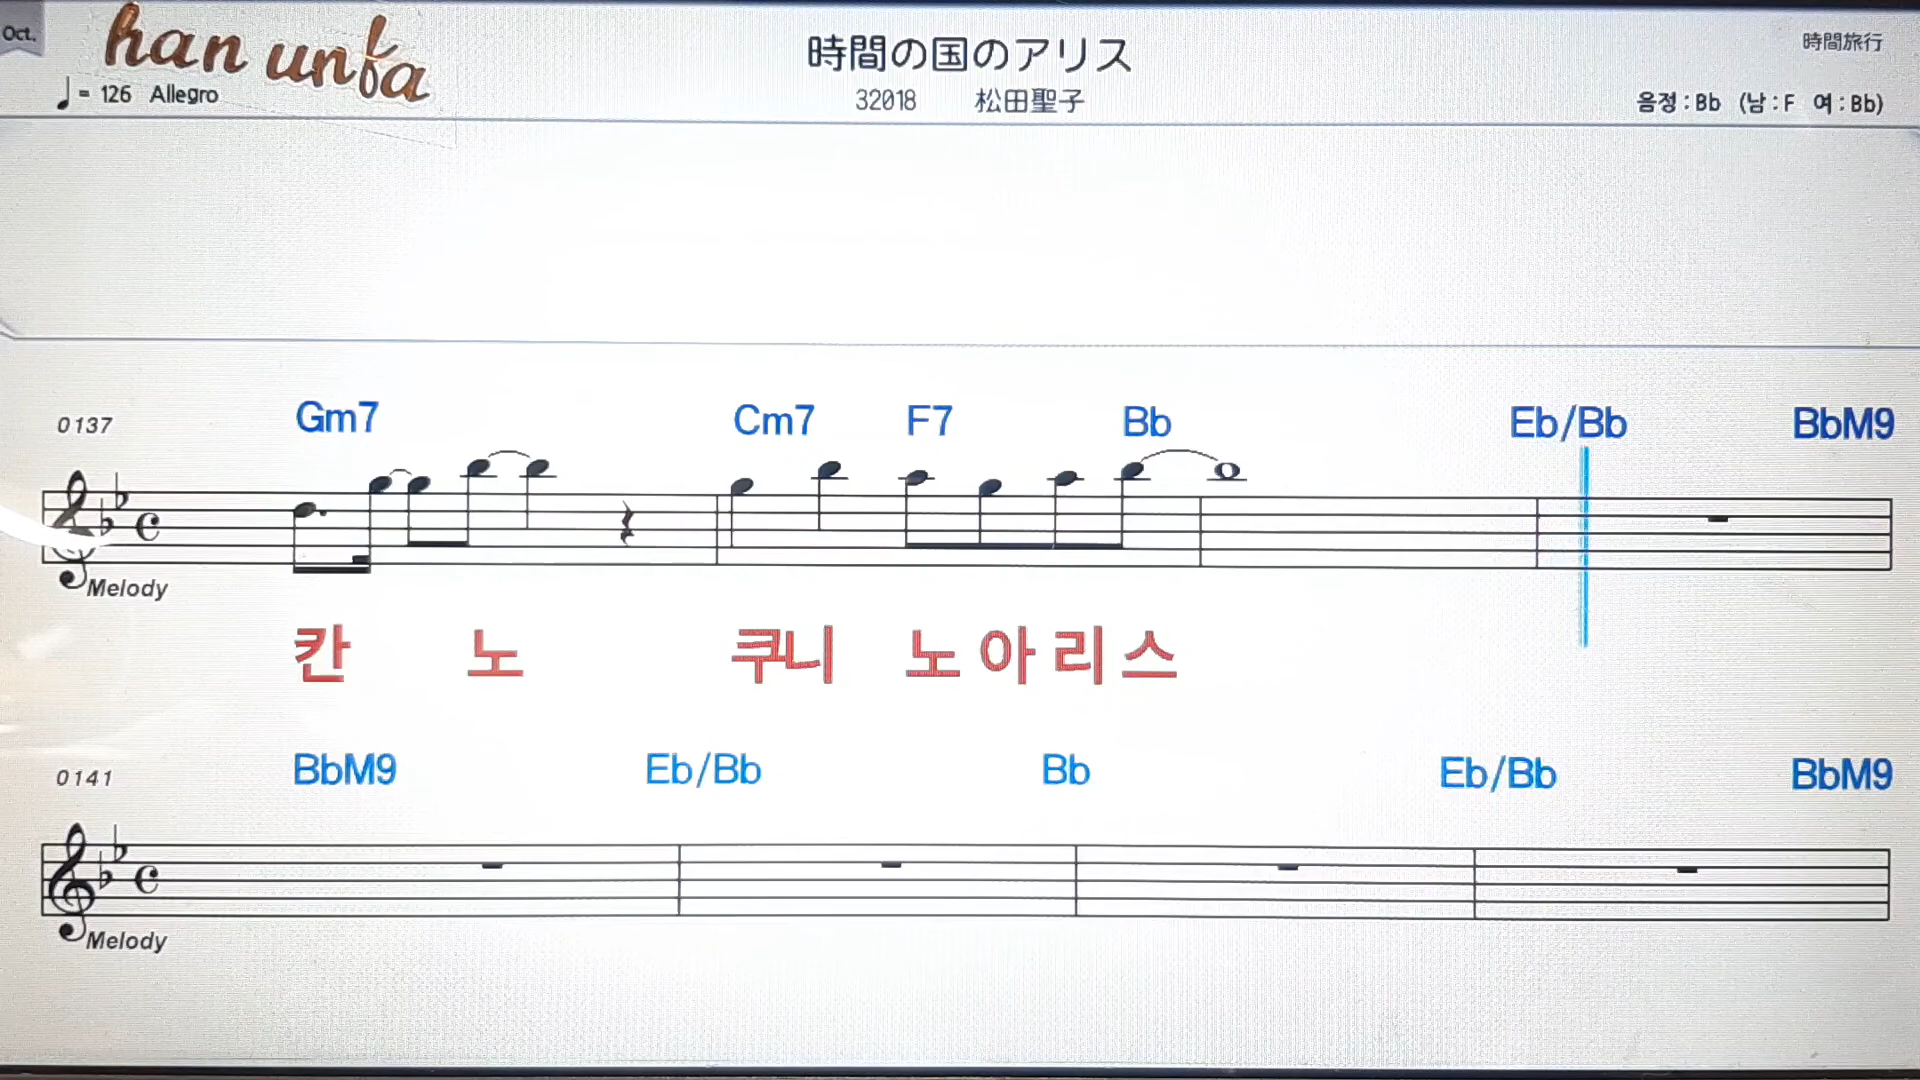 Oct.
han unfa
時間の国のアリス
時間旅行
♩= 126 Allegro
32018 松田聖子
음정 : Bb (남 : F 여 : Bb)
0137 Gm7 Cm7 F7 Bb Eb/Bb BbM9
Melody
칸 노 쿠니 노 아 리 스
0141 BbM9 Eb/Bb Bb Eb/Bb BbM9
Melody